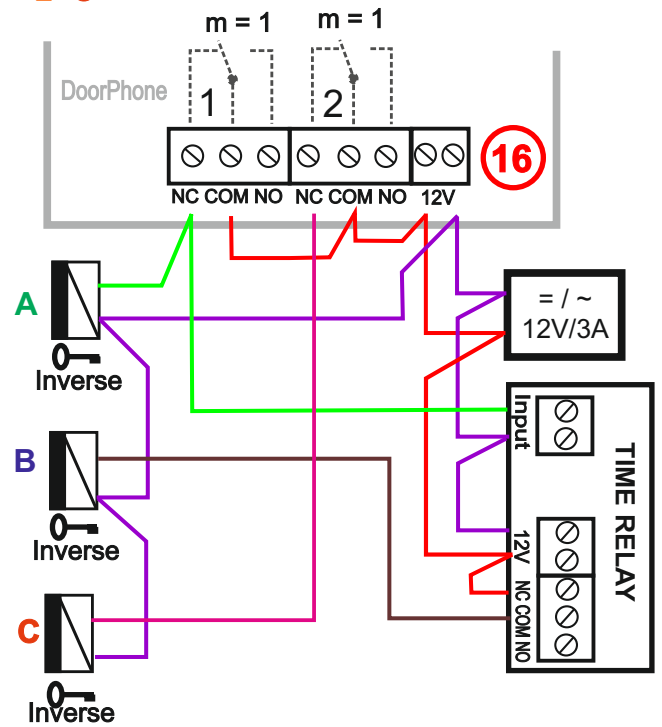 m = 1 m = 1
DoorPhone
1 2
16
NC COM NO NC COM NO 12V
A
Inverse
= / ~
12V/3A
Input
B
Inverse
TIME RELAY
12V
NC COM NO
C
Inverse